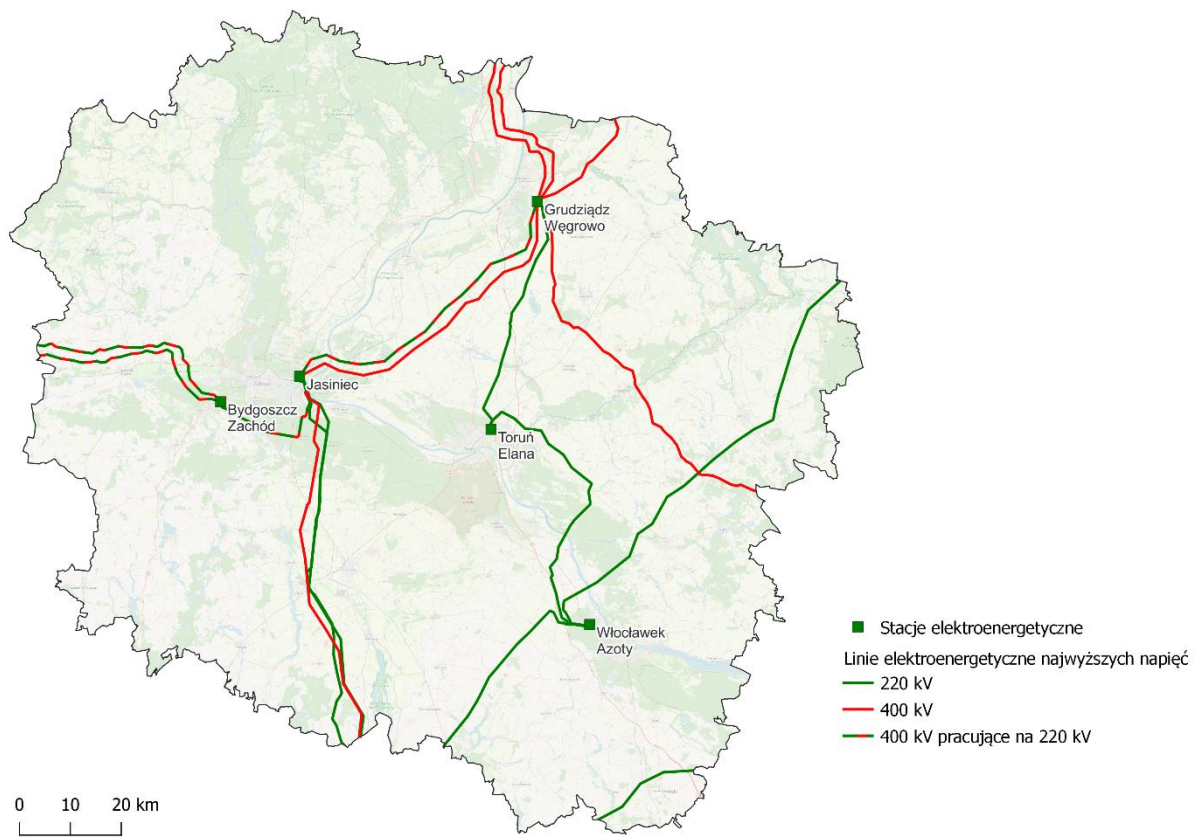 Grudziądz
Węgrowo
Jasiniec
Bydgoszcz
Zachód
Toruń
Elana
Włocławek
Azoty
Stacje elektroenergetyczne
Linie elektroenergetyczne najwyższych napięć
220 kV
400 kV
400 kV pracujące na 220 kV
0 10 20 km